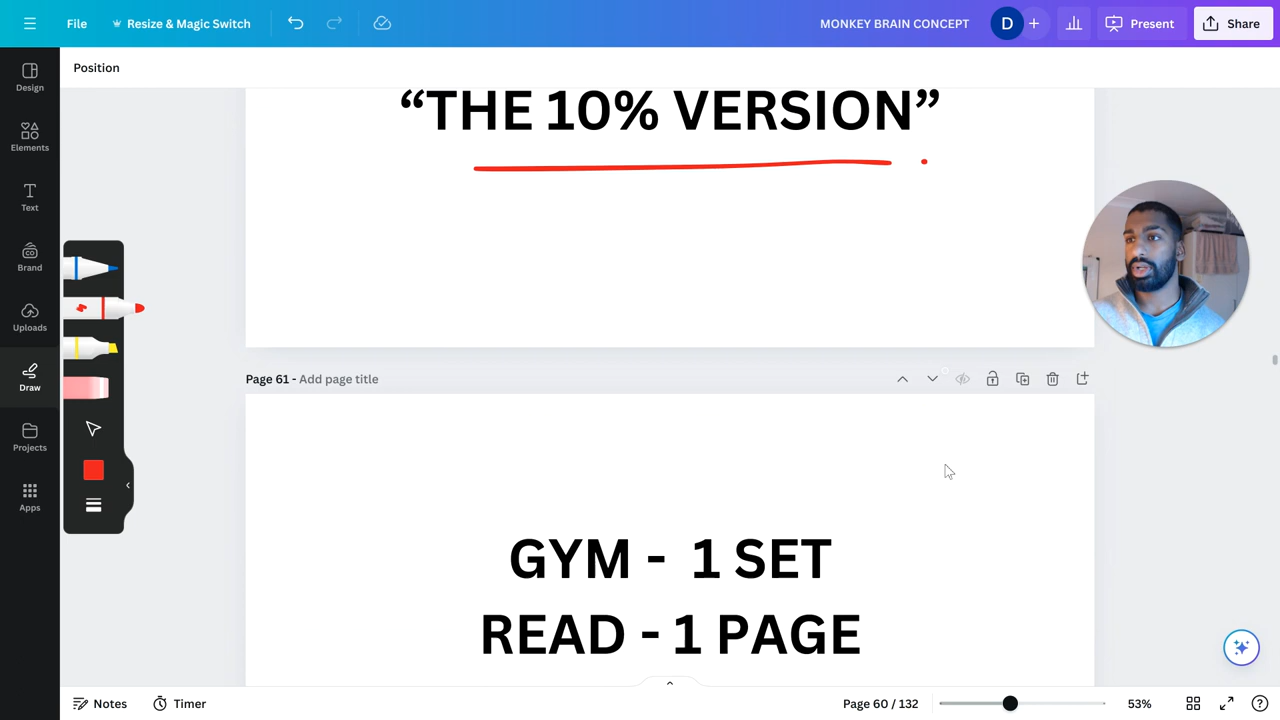 File
Resize & Magic Switch
MONKEY BRAIN CONCEPT
D
Present
Share
Position
Design
Elements
Text
Brand
Uploads
Draw
Projects
Apps
“THE 10% VERSION”
Page 61 - Add page title
GYM - 1 SET
READ - 1 PAGE
Notes
Timer
Page 60 / 132
53%